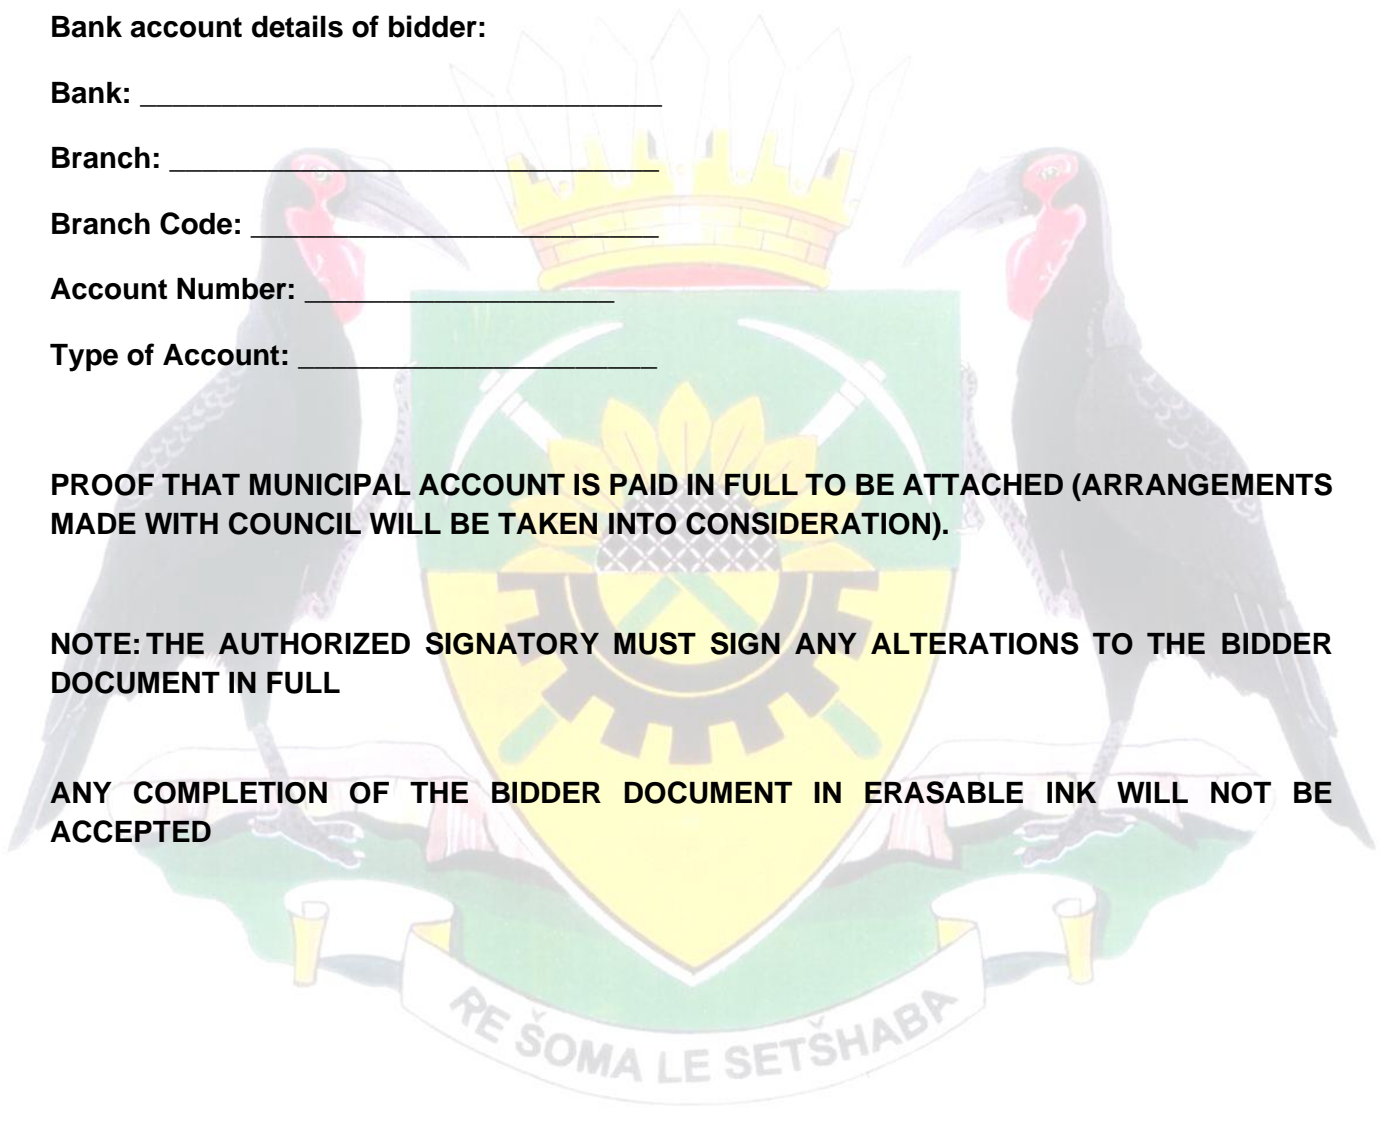 Bank account details of bidder:
Bank: ________________________________
Branch: ______________________________
Branch Code: _________________________
Account Number: ___________________
Type of Account: ______________________
PROOF THAT MUNICIPAL ACCOUNT IS PAID IN FULL TO BE ATTACHED (ARRANGEMENTS
MADE WITH COUNCIL WILL BE TAKEN INTO CONSIDERATION).
NOTE: THE AUTHORIZED SIGNATORY MUST SIGN ANY ALTERATIONS TO THE BIDDER
DOCUMENT IN FULL
ANY COMPLETION OF THE BIDDER DOCUMENT IN ERASABLE INK WILL NOT BE
ACCEPTED
RE ŠOMA LE SETŠHABA